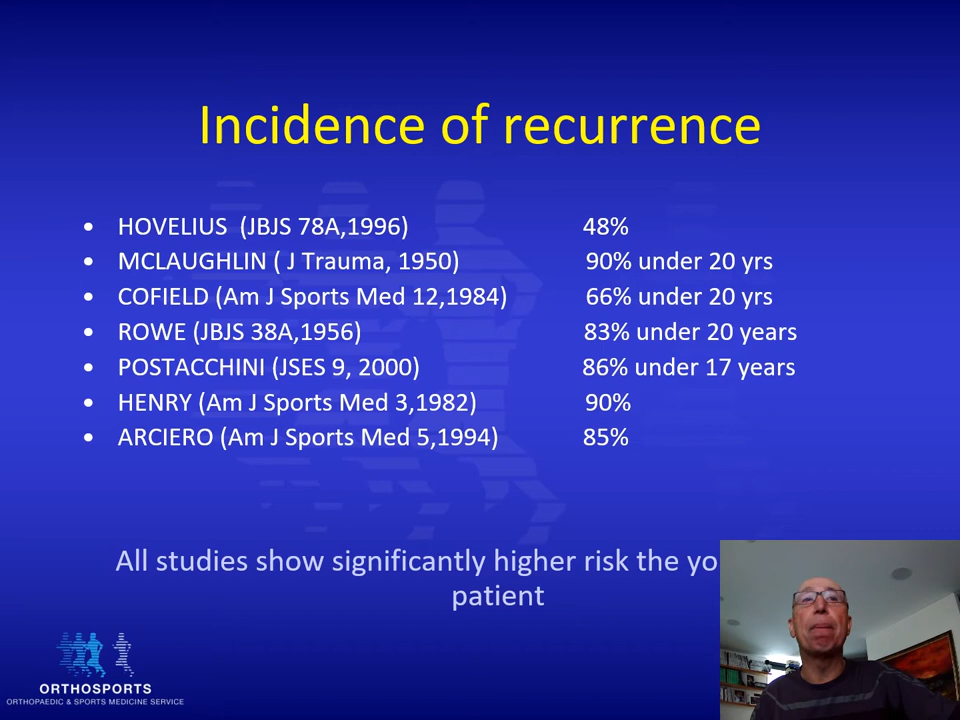 Incidence of recurrence
• HOVELIUS (JBJS 78A,1996) 48%
• MCLAUGHLIN ( J Trauma, 1950) 90% under 20 yrs
• COFIELD (Am J Sports Med 12,1984) 66% under 20 yrs
• ROWE (JBJS 38A,1956) 83% under 20 years
• POSTACCHINI (JSES 9, 2000) 86% under 17 years
• HENRY (Am J Sports Med 3,1982) 90%
• ARCIERO (Am J Sports Med 5,1994) 85%
All studies show significantly higher risk the yo
patient
ORTHOSPORTS
ORTHOPAEDIC & SPORTS MEDICINE SERVICE